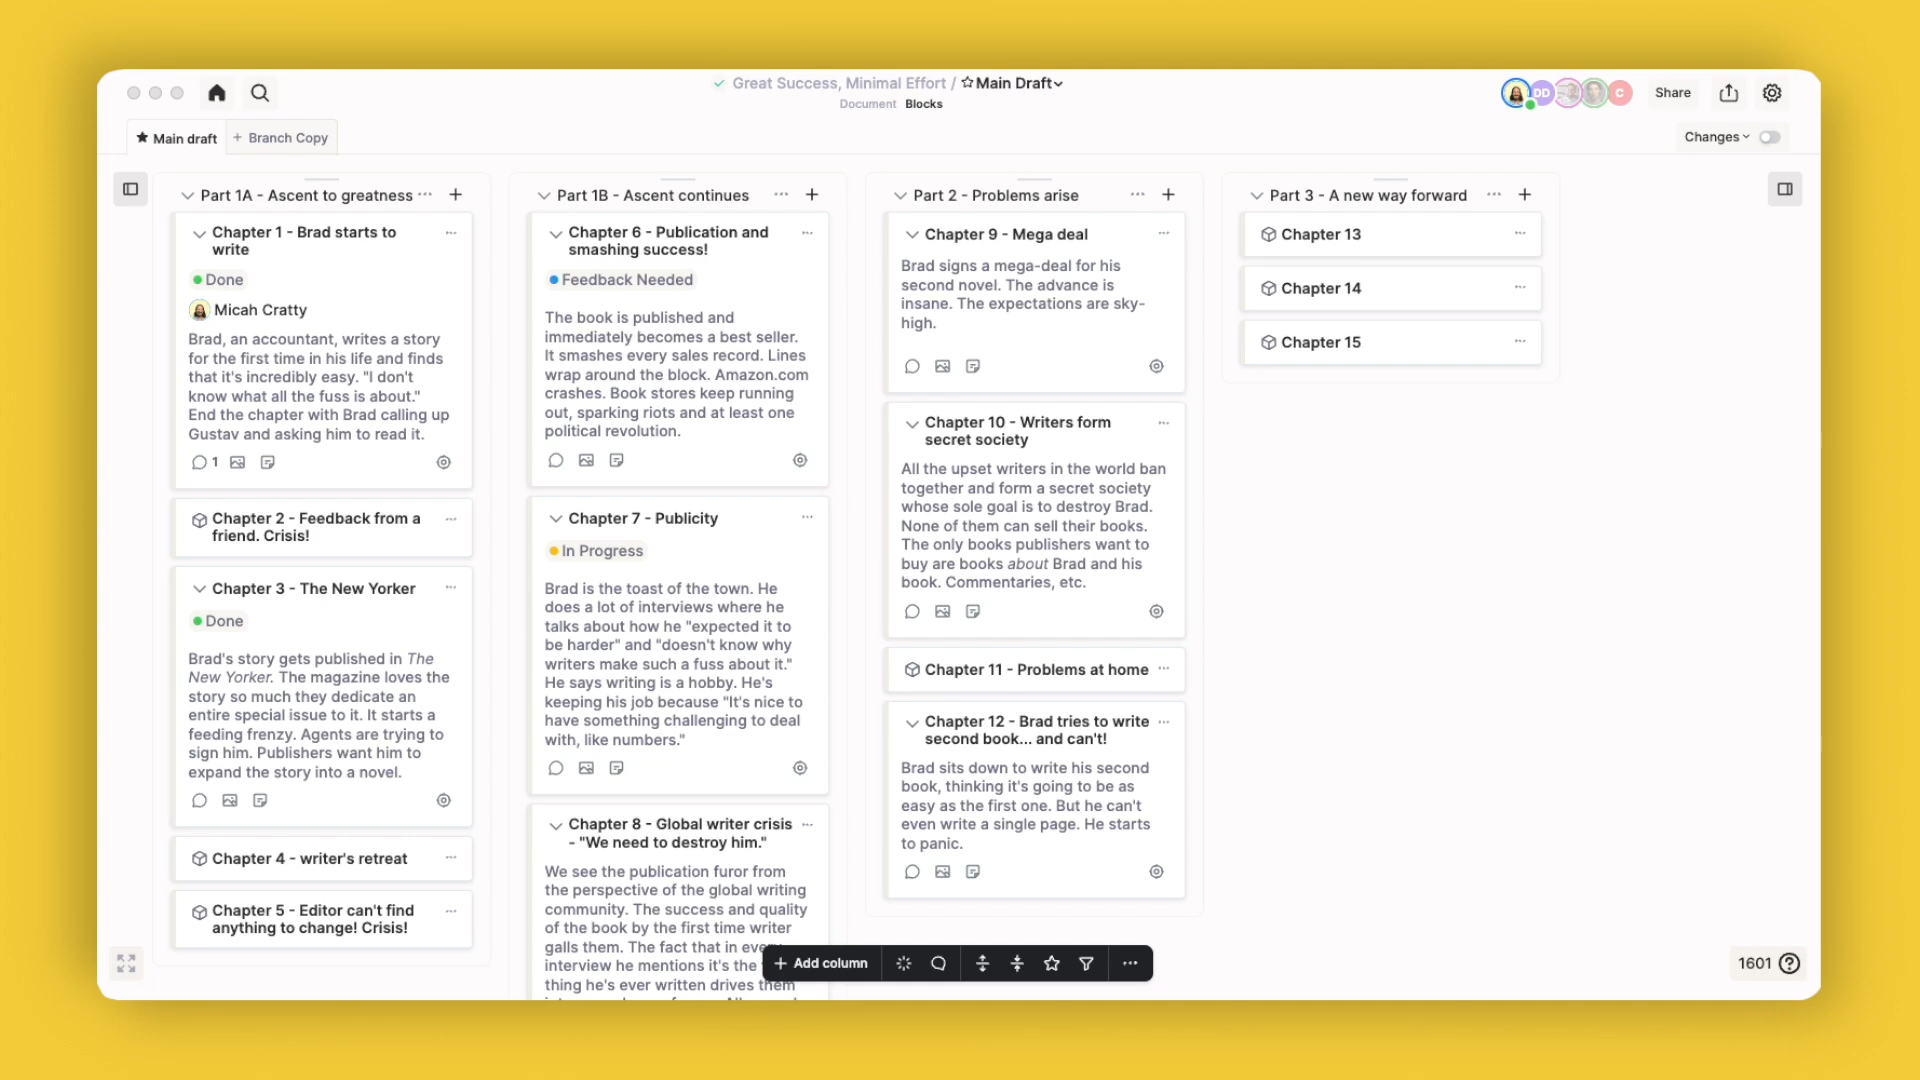 Great Success, Minimal Effort / Main Draft
Document Blocks
DD
C
Share
Main draft
+ Branch Copy
Changes
Part 1A - Ascent to greatness
Chapter 1 - Brad starts to
write
Done
Micah Cratty
Brad, an accountant, writes a story
for the first time in his life and finds
that it's incredibly easy. "I don't
know what all the fuss is about."
End the chapter with Brad calling up
Gustav and asking him to read it.
1
Chapter 2 - Feedback from a
friend. Crisis!
Chapter 3 - The New Yorker
Done
Brad's story gets published in The
New Yorker. The magazine loves the
story so much they dedicate an
entire special issue to it. It starts a
feeding frenzy. Agents are trying to
sign him. Publishers want him to
expand the story into a novel.
Chapter 4 - writer's retreat
Chapter 5 - Editor can't find
anything to change! Crisis!
Part 1B - Ascent continues
Chapter 6 - Publication and
smashing success!
Feedback Needed
The book is published and
immediately becomes a best seller.
It smashes every sales record. Lines
wrap around the block. Amazon.com
crashes. Book stores keep running
out, sparking riots and at least one
political revolution.
Chapter 7 - Publicity
In Progress
Brad is the toast of the town. He
does a lot of interviews where he
talks about how he "expected it to
be harder" and "doesn't know why
writers make such a fuss about it."
He says writing is a hobby. He's
keeping his job because "It's nice to
have something challenging to deal
with, like numbers."
Chapter 8 - Global writer crisis
- "We need to destroy him."
We see the publication furor from
the perspective of the global writing
community. The success and quality
of the book by the first time writer
galls them. The fact that in every
interview he mentions it's the
thing he's ever written drives them
Part 2 - Problems arise
Chapter 9 - Mega deal
Brad signs a mega-deal for his
second novel. The advance is
insane. The expectations are sky-
high.
Chapter 10 - Writers form
secret society
All the upset writers in the world ban
together and form a secret society
whose sole goal is to destroy Brad.
None of them can sell their books.
The only books publishers want to
buy are books about Brad and his
book. Commentaries, etc.
Chapter 11 - Problems at home
Chapter 12 - Brad tries to write
second book... and can't!
Brad sits down to write his second
book, thinking it's going to be as
easy as the first one. But he can't
even write a single page. He starts
to panic.
Part 3 - A new way forward
Chapter 13
Chapter 14
Chapter 15
+ Add column
1601